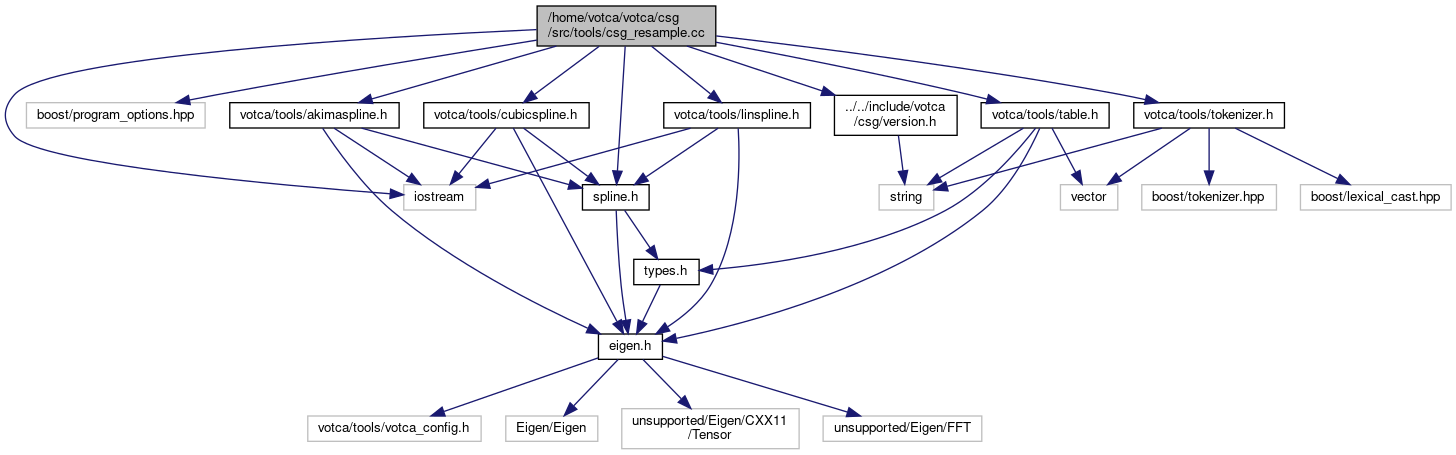 /home/votca/votca/csg
/src/tools/csg_resample.cc
boost/program_options.hpp
votca/tools/akimaspline.h
votca/tools/cubicspline.h
votca/tools/linspline.h
../../include/votca
/csg/version.h
votca/tools/table.h
votca/tools/tokenizer.h
iostream
spline.h
string
vector
boost/tokenizer.hpp
boost/lexical_cast.hpp
types.h
eigen.h
votca/tools/votca_config.h
Eigen/Eigen
unsupported/Eigen/CXX11
/Tensor
unsupported/Eigen/FFT